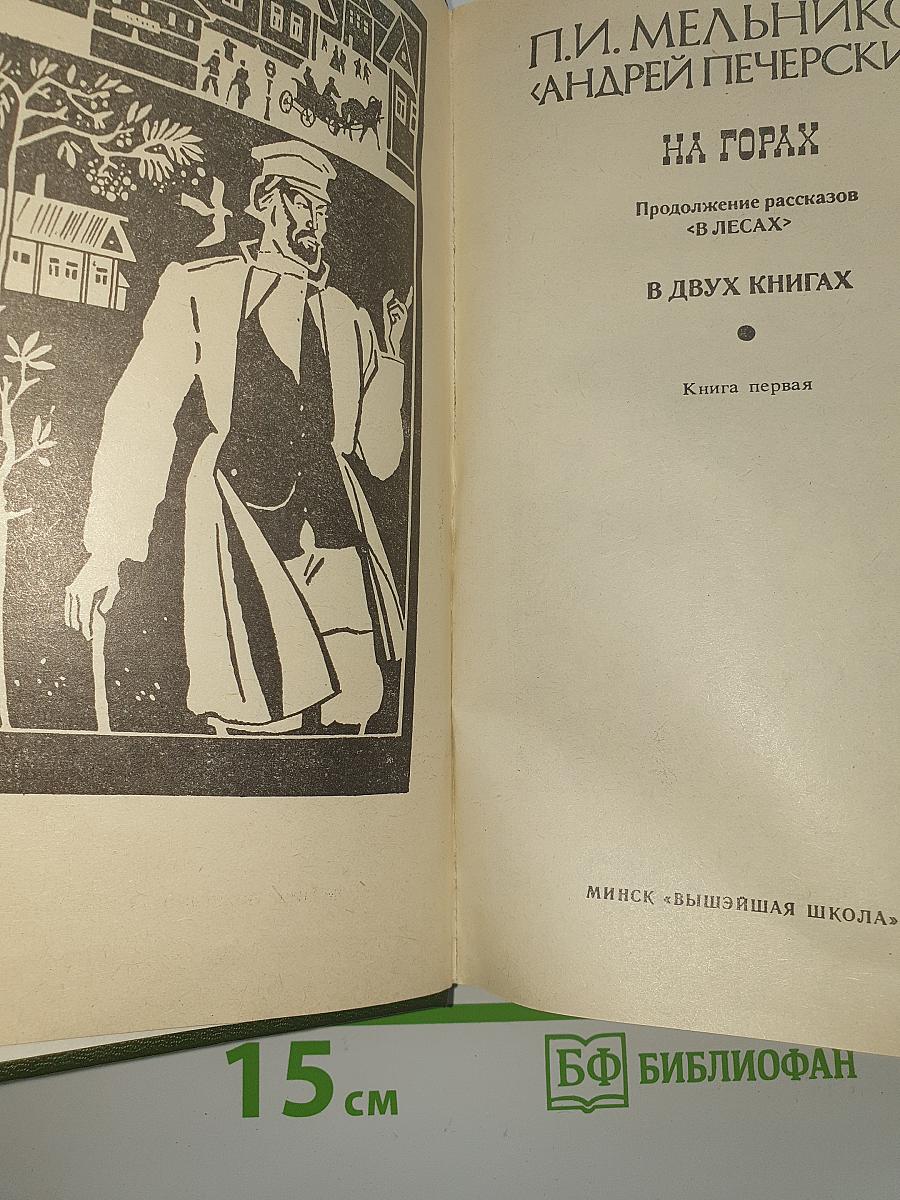 П.И. МЕЛЬНИКО
‹АНДРЕЙ ПЕЧЕРСКИ
НА ГОРАХ
Продолжение рассказов
‹В ЛЕСАХ›
В ДВУХ КНИГАХ
Книга первая
МИНСК «ВЫШЭЙШАЯ ШКОЛА»
15 см
БФ БИБЛИОФАН